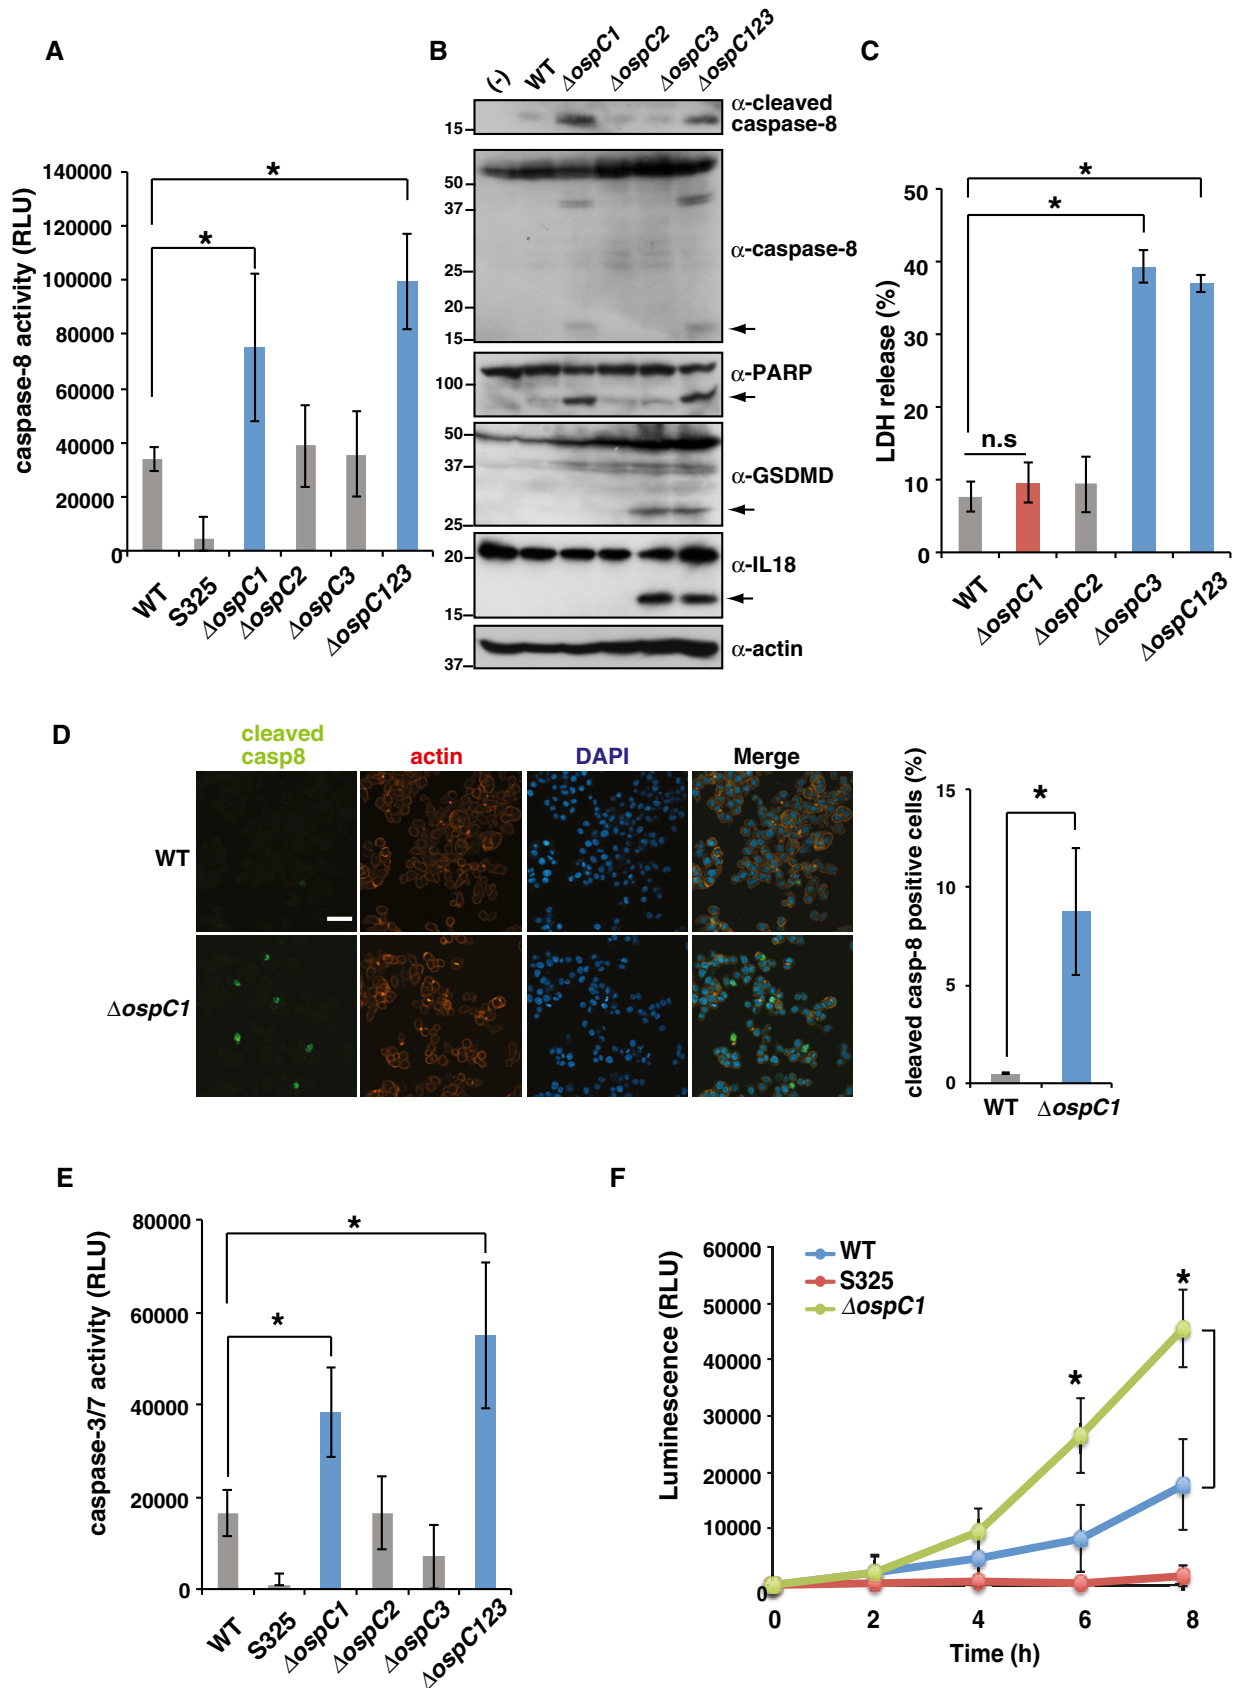 A
caspase-8 activity (RLU)
140000
120000
100000
80000
60000
40000
20000
0
*
*
WT
S325
ΔospC1
ΔospC2
ΔospC3
ΔospC123
B
(-)
WT
ΔospC1
ΔospC2
ΔospC3
ΔospC123
15
α-cleaved
caspase-8
50
37
25
20
15
α-caspase-8
100
α-PARP
50
37
25
α-GSDMD
20
15
α-IL18
37
α-actin
C
LDH release (%)
50
40
30
20
10
0
*
*
n.s
WT
ΔospC1
ΔospC2
ΔospC3
ΔospC123
D
cleaved
casp8
actin
DAPI
Merge
WT
ΔospC1
cleaved casp-8 positive cells (%)
15
10
5
0
*
WT
ΔospC1
E
caspase-3/7 activity (RLU)
80000
60000
40000
20000
0
*
*
WT
S325
ΔospC1
ΔospC2
ΔospC3
ΔospC123
F
Luminescence (RLU)
60000
50000
40000
30000
20000
10000
0
WT
S325
ΔospC1
*
*
0
2
4
6
8
Time (h)